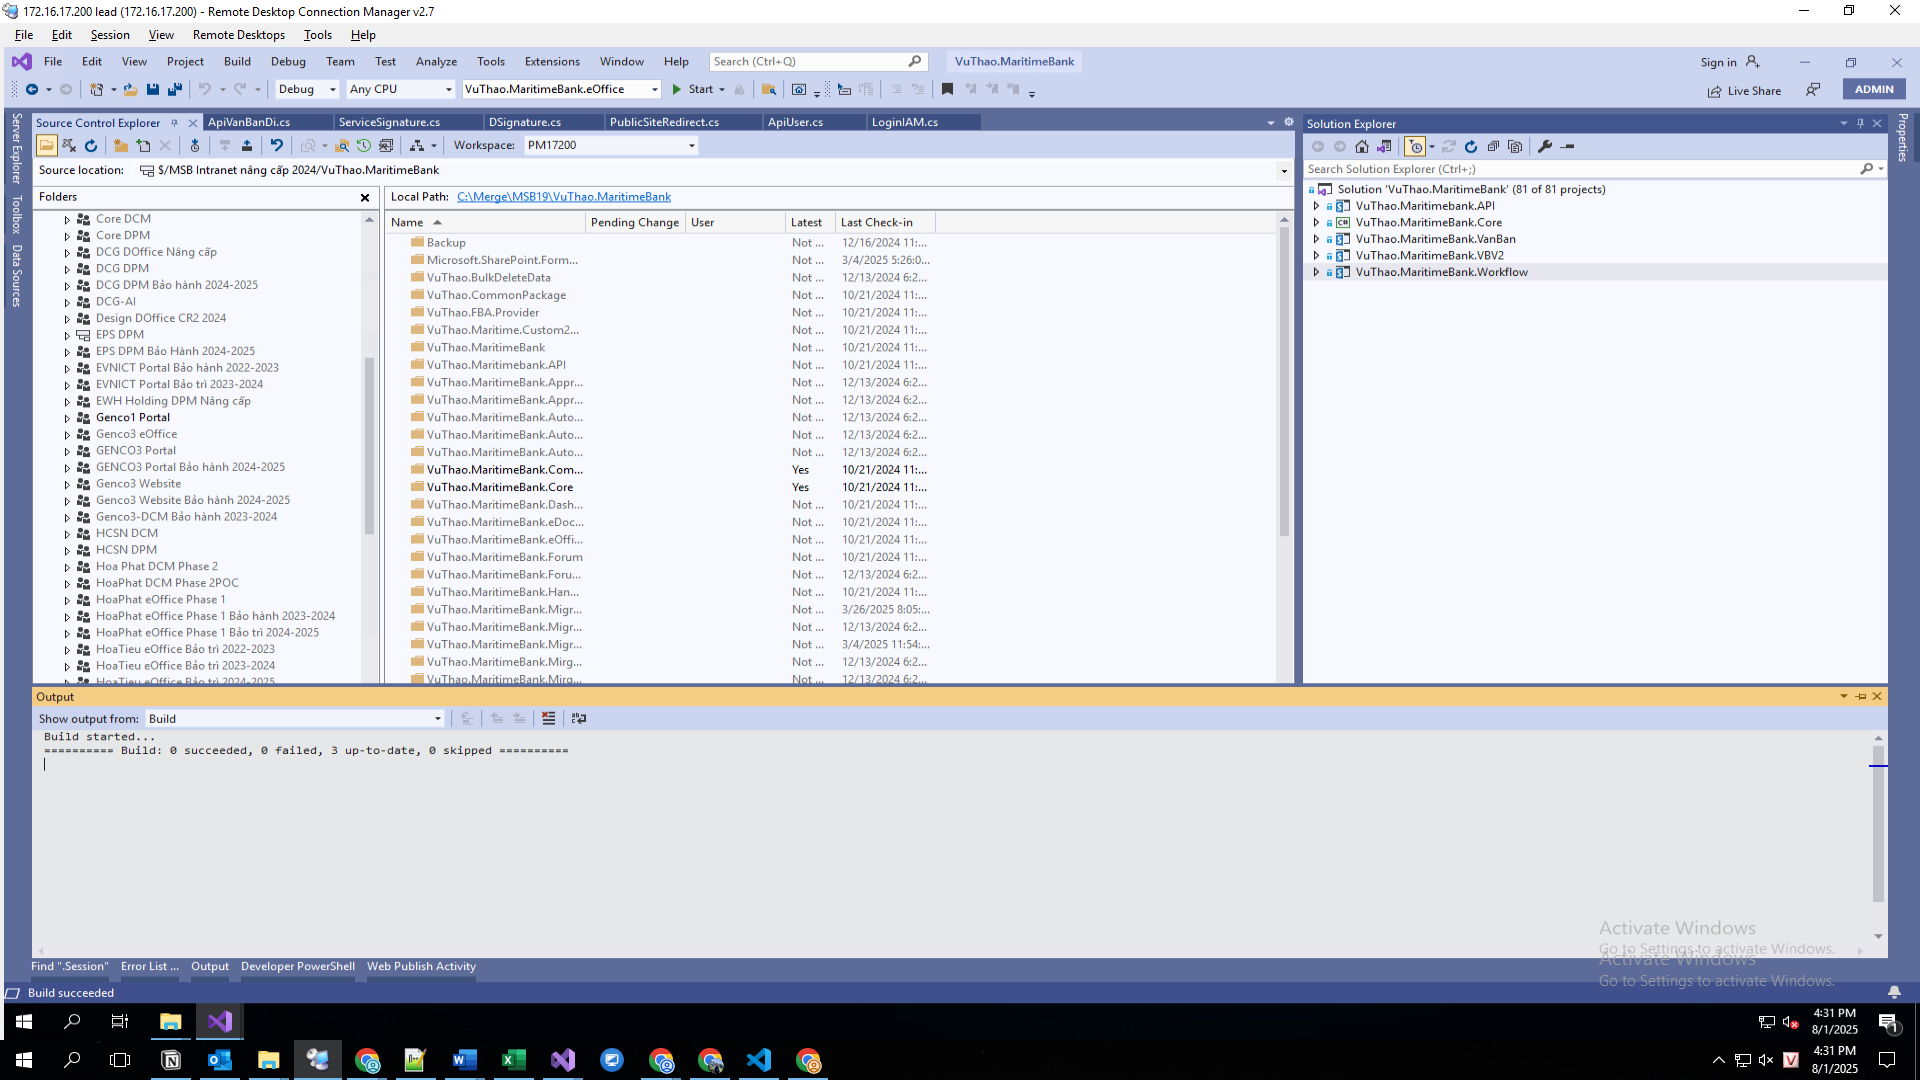 172.16.17.200 lead (172.16.17.200) - Remote Desktop Connection Manager v2.7
File Edit Session View Remote Desktops Tools Help
File Edit View Project Build Debug Team Test Analyze Tools Extensions Window Help Search (Ctrl+Q) VuThao.MaritimeBank Sign in
Debug Any CPU VuThao.MaritimeBank.eOffice Start Live Share ADMIN
Server Explorer
Toolbox
Data Sources
Source Control Explorer ApiVanBanDi.cs ServiceSignature.cs DSignature.cs PublicSiteRedirect.cs ApiUser.cs LoginIAM.cs
Workspace: PM17200
Source location: $/MSB Intranet nâng cấp 2024/VuThao.MaritimeBank
Folders
Core DCM
Core DPM
DCG DOffice Nâng cấp
DCG DPM
DCG DPM Bảo hành 2024-2025
DCG-AI
Design DOffice CR2 2024
EPS DPM
EPS DPM Bảo Hành 2024-2025
EVNICT Portal Bảo hành 2022-2023
EVNICT Portal Bảo trì 2023-2024
EWH Holding DPM Nâng cấp
Genco1 Portal
Genco3 eOffice
GENCO3 Portal
GENCO3 Portal Bảo hành 2024-2025
Genco3 Website
Genco3 Website Bảo hành 2024-2025
Genco3-DCM Bảo hành 2023-2024
HCSN DCM
HCSN DPM
Hoa Phat DCM Phase 2
HoaPhat DCM Phase 2POC
HoaPhat eOffice Phase 1
HoaPhat eOffice Phase 1 Bảo hành 2023-2024
HoaPhat eOffice Phase 1 Bảo trì 2024-2025
HoaTieu eOffice Bảo trì 2022-2023
HoaTieu eOffice Bảo trì 2023-2024
HoaTieu eOffice Bảo trì 2024-2025
Local Path: C:\Merge\MSB19\VuThao.MaritimeBank
Name Pending Change User Latest Last Check-in
Backup Not ... 12/16/2024 11:...
Microsoft.SharePoint.Form... Not ... 3/4/2025 5:26:0...
VuThao.BulkDeleteData Not ... 12/13/2024 6:2...
VuThao.CommonPackage Not ... 10/21/2024 11:...
VuThao.FBA.Provider Not ... 10/21/2024 11:...
VuThao.Maritime.Custom2... Not ... 10/21/2024 11:...
VuThao.MaritimeBank Not ... 10/21/2024 11:...
VuThao.Maritimebank.API Not ... 10/21/2024 11:...
VuThao.MaritimeBank.Appr... Not ... 12/13/2024 6:2...
VuThao.MaritimeBank.Appr... Not ... 12/13/2024 6:2...
VuThao.MaritimeBank.Auto... Not ... 12/13/2024 6:2...
VuThao.MaritimeBank.Auto... Not ... 12/13/2024 6:2...
VuThao.MaritimeBank.Auto... Not ... 12/13/2024 6:2...
VuThao.MaritimeBank.Com... Yes 10/21/2024 11:...
VuThao.MaritimeBank.Core Yes 10/21/2024 11:...
VuThao.MaritimeBank.Dash... Not ... 10/21/2024 11:...
VuThao.MaritimeBank.eDoc... Not ... 10/21/2024 11:...
VuThao.MaritimeBank.eOffi... Not ... 10/21/2024 11:...
VuThao.MaritimeBank.Forum Not ... 10/21/2024 11:...
VuThao.MaritimeBank.Foru... Not ... 12/13/2024 6:2...
VuThao.MaritimeBank.Han... Not ... 10/21/2024 11:...
VuThao.MaritimeBank.Migr... Not ... 3/26/2025 8:05:...
VuThao.MaritimeBank.Migr... Not ... 12/13/2024 6:2...
VuThao.MaritimeBank.Migr... Not ... 3/4/2025 11:54:...
VuThao.MaritimeBank.Mirg... Not ... 12/13/2024 6:2...
VuThao.MaritimeBank.Mirg... Not ... 12/13/2024 6:2...
Solution Explorer
Search Solution Explorer (Ctrl+;)
Solution 'VuThao.MaritimeBank' (81 of 81 projects)
VuThao.Maritimebank.API
VuThao.MaritimeBank.Core
VuThao.MaritimeBank.VanBan
VuThao.MaritimeBank.VBV2
VuThao.MaritimeBank.Workflow
Properties
Output
Show output from: Build
Build started...
========== Build: 0 succeeded, 0 failed, 3 up-to-date, 0 skipped ==========
Activate Windows
Go to Settings to activate Windows.
Activate Windows
Go to Settings to activate Windows.
Find ".Session" Error List ... Output Developer PowerShell Web Publish Activity
Build succeeded
4:31 PM
8/1/2025
1
4:31 PM
8/1/2025